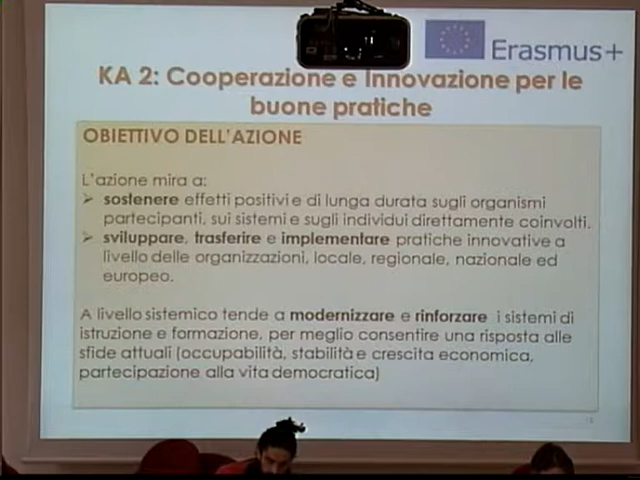 Erasmus+
KA 2: Cooperazione e Innovazione per le
buone pratiche
OBIETTIVO DELL'AZIONE
L'azione mira a:
➢ sostenere effetti positivi e di lunga durata sugli organismi
partecipanti, sui sistemi e sugli individui direttamente coinvolti.
➢ sviluppare, trasferire e implementare pratiche innovative a
livello delle organizzazioni, locale, regionale, nazionale ed
europeo.
A livello sistemico tende a modernizzare e rinforzare i sistemi di
istruzione e formazione, per meglio consentire una risposta alle
sfide attuali (occupabilità, stabilità e crescita economica,
partecipazione alla vita democratica)